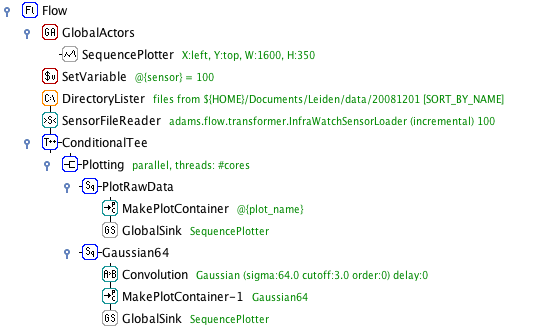 Fl Flow
GA GlobalActors
SequencePlotter X:left, Y:top, W:1600, H:350
$v SetVariable @{sensor} = 100
C:\ DirectoryLister files from ${HOME}/Documents/Leiden/data/20081201 [SORT_BY_NAME]
>S< SensorFileReader adams.flow.transformer.InfraWatchSensorLoader (incremental) 100
ConditionalTee
Plotting parallel, threads: #cores
Sq PlotRawData
MakePlotContainer @{plot_name}
GS GlobalSink SequencePlotter
Sq Gaussian64
Convolution Gaussian (sigma:64.0 cutoff:3.0 order:0) delay:0
MakePlotContainer-1 Gaussian64
GS GlobalSink SequencePlotter